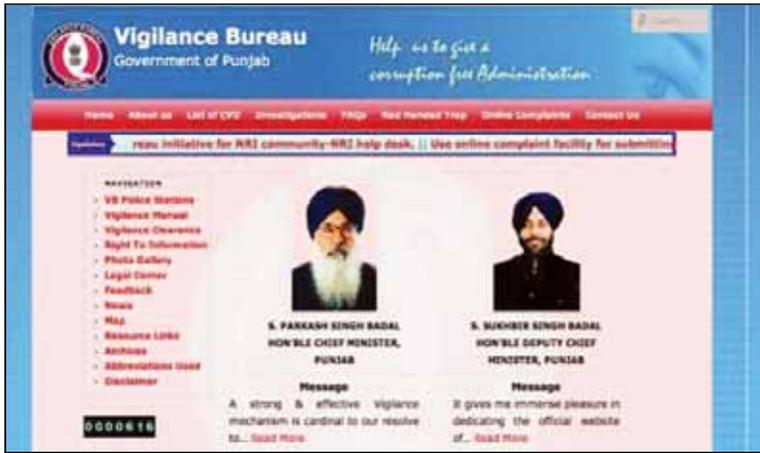 Vigilance Bureau
Government of Punjab
Help us to give a
corruption free Administration
Home About us List of CPO Investigations FAQs Red Handed Trap Online Complaints Contact Us
Updates
reau initiative for NRI community-NRI help desk. || Use online complaint facility for submittin
NAVIGATION
VB Police Stations
Vigilance Manual
Vigilance Clearance
Right To Information
Photo Gallery
Legal Corner
Feedback
News
Map
Resource Links
Archives
Abbreviations Used
Disclaimer
0000616
S. PARKASH SINGH BADAL
HON'BLE CHIEF MINISTER,
PUNJAB
Message
A strong & effective Vigilance
mechanism is cardinal to our resolve
to... Read More
S. SUKHBIR SINGH BADAL
HON'BLE DEPUTY CHIEF
MINISTER, PUNJAB
Message
It gives me immense pleasure in
dedicating the official website
of... Read More